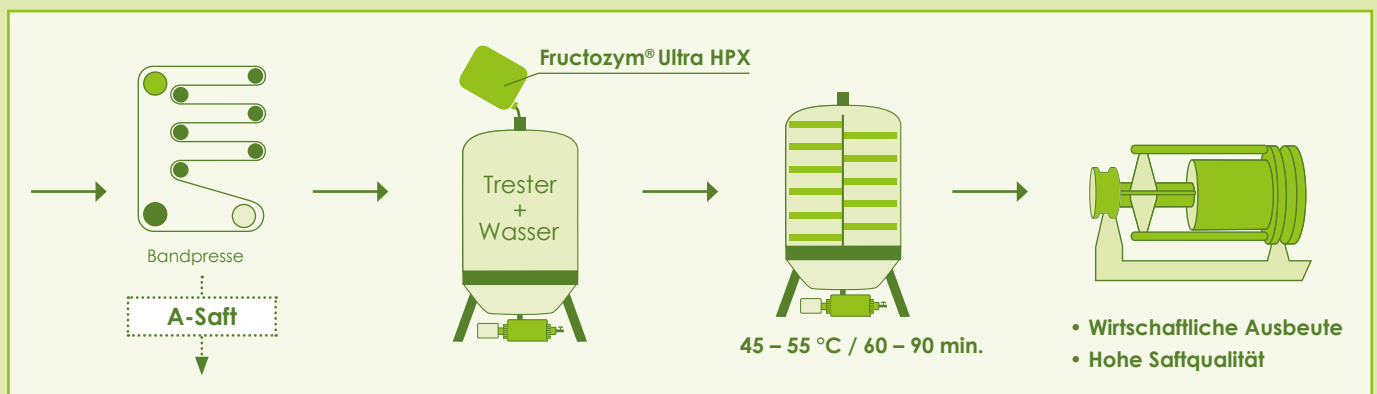 Bandpresse
A-Saft
Fructozym® Ultra HPX
Trester
+
Wasser
45 – 55 °C / 60 – 90 min.
• Wirtschaftliche Ausbeute
• Hohe Saftqualität